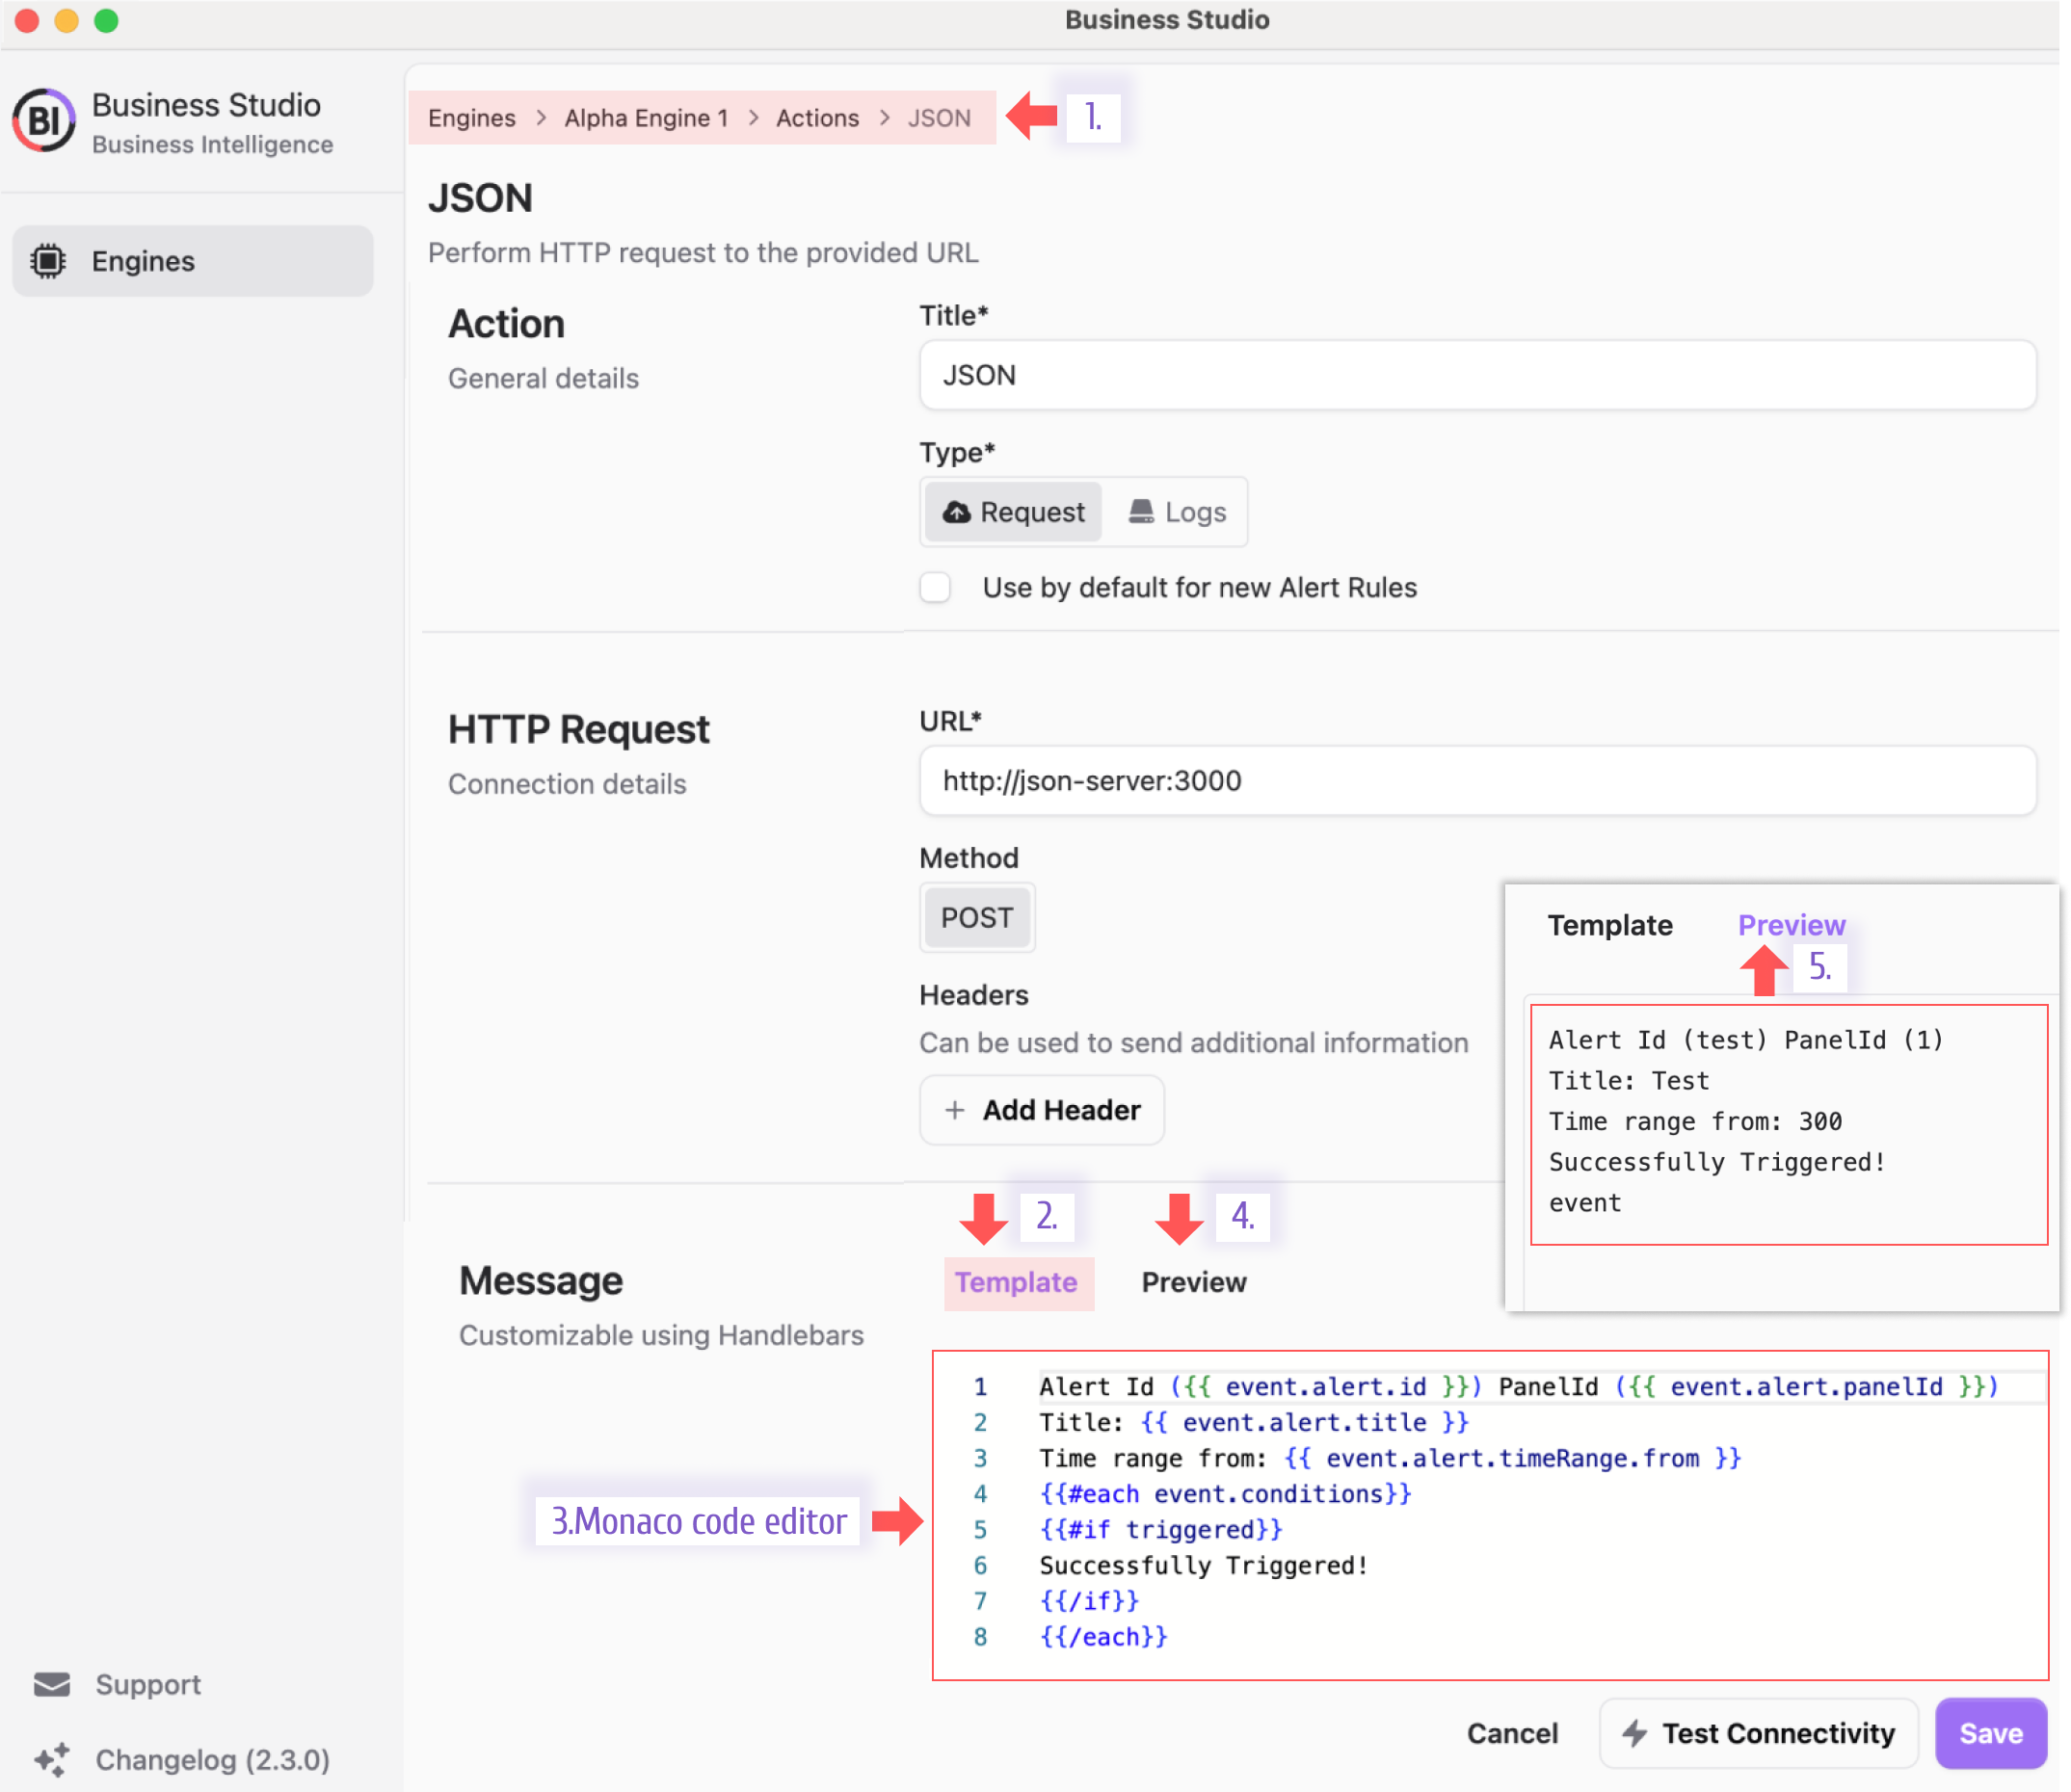 Business Studio
BI
Business Studio
Business Intelligence
Engines
Engines > Alpha Engine 1 > Actions > JSON
1.
JSON
Perform HTTP request to the provided URL
Action
General details
Title*
JSON
Type*
Request Logs
Use by default for new Alert Rules
HTTP Request
Connection details
URL*
http://json-server:3000
Method
POST
Headers
Can be used to send additional information
+ Add Header
Template Preview
5.
Alert Id (test) PanelId (1)
Title: Test
Time range from: 300
Successfully Triggered!
event
2. 4.
Message
Customizable using Handlebars
Template Preview
3.Monaco code editor
1 Alert Id ({{ event.alert.id }}) PanelId ({{ event.alert.panelId }})
2 Title: {{ event.alert.title }}
3 Time range from: {{ event.alert.timeRange.from }}
4 {{#each event.conditions}}
5 {{#if triggered}}
6 Successfully Triggered!
7 {{/if}}
8 {{/each}}
Cancel Test Connectivity Save
Support
Changelog (2.3.0)